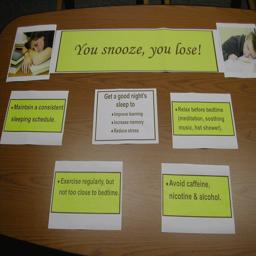 You snooze, you lose!
• Maintain a consistent
sleeping schedule.
Get a good night's
sleep to
• Improve learning
• Increase memory
• Reduce stress
• Relax before bedtime
(meditation, soothing
music, hot shower).
• Exercise regularly, but
not too close to bedtime.
• Avoid caffeine,
nicotine & alcohol.